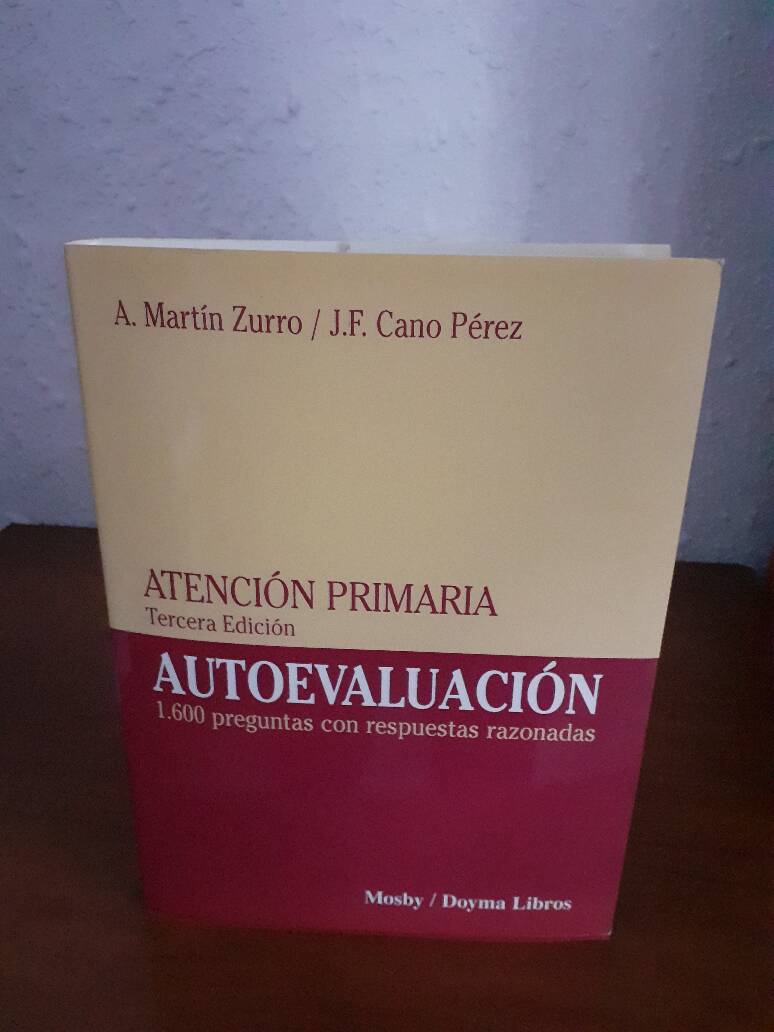 A. Martín Zurro / J.F. Cano Pérez
ATENCIÓN PRIMARIA
Tercera Edición
AUTOEVALUACIÓN
1.600 preguntas con respuestas razonadas
Mosby / Doyma Libros